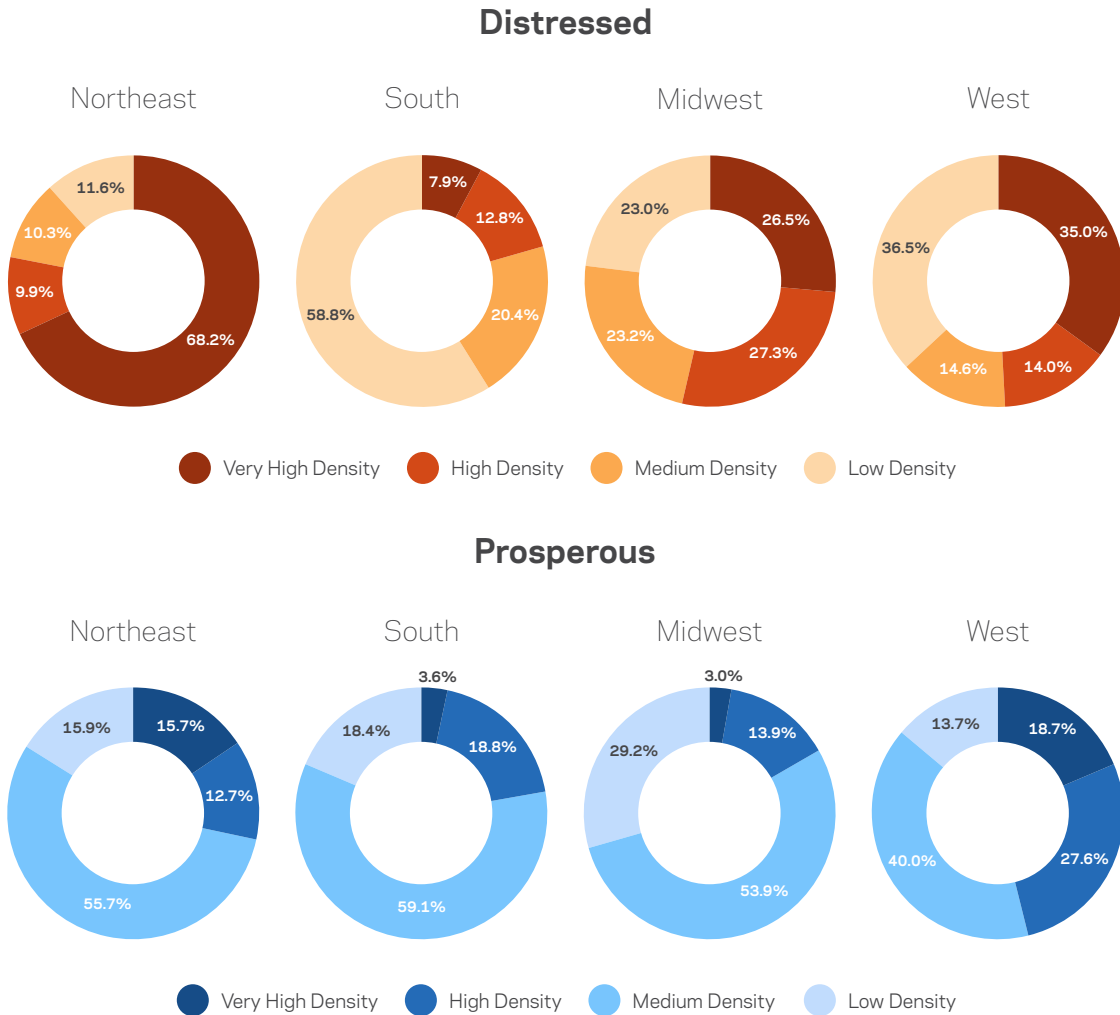 Distressed
Northeast South Midwest West
11.6% 10.3% 9.9% 68.2%
7.9% 12.8% 20.4% 58.8%
26.5% 27.3% 23.2% 23.0%
35.0% 14.0% 14.6% 36.5%
Very High Density High Density Medium Density Low Density
Prosperous
Northeast South Midwest West
15.9% 15.7% 12.7% 55.7%
3.6% 18.8% 59.1% 18.4%
3.0% 13.9% 53.9% 29.2%
18.7% 27.6% 40.0% 13.7%
Very High Density High Density Medium Density Low Density